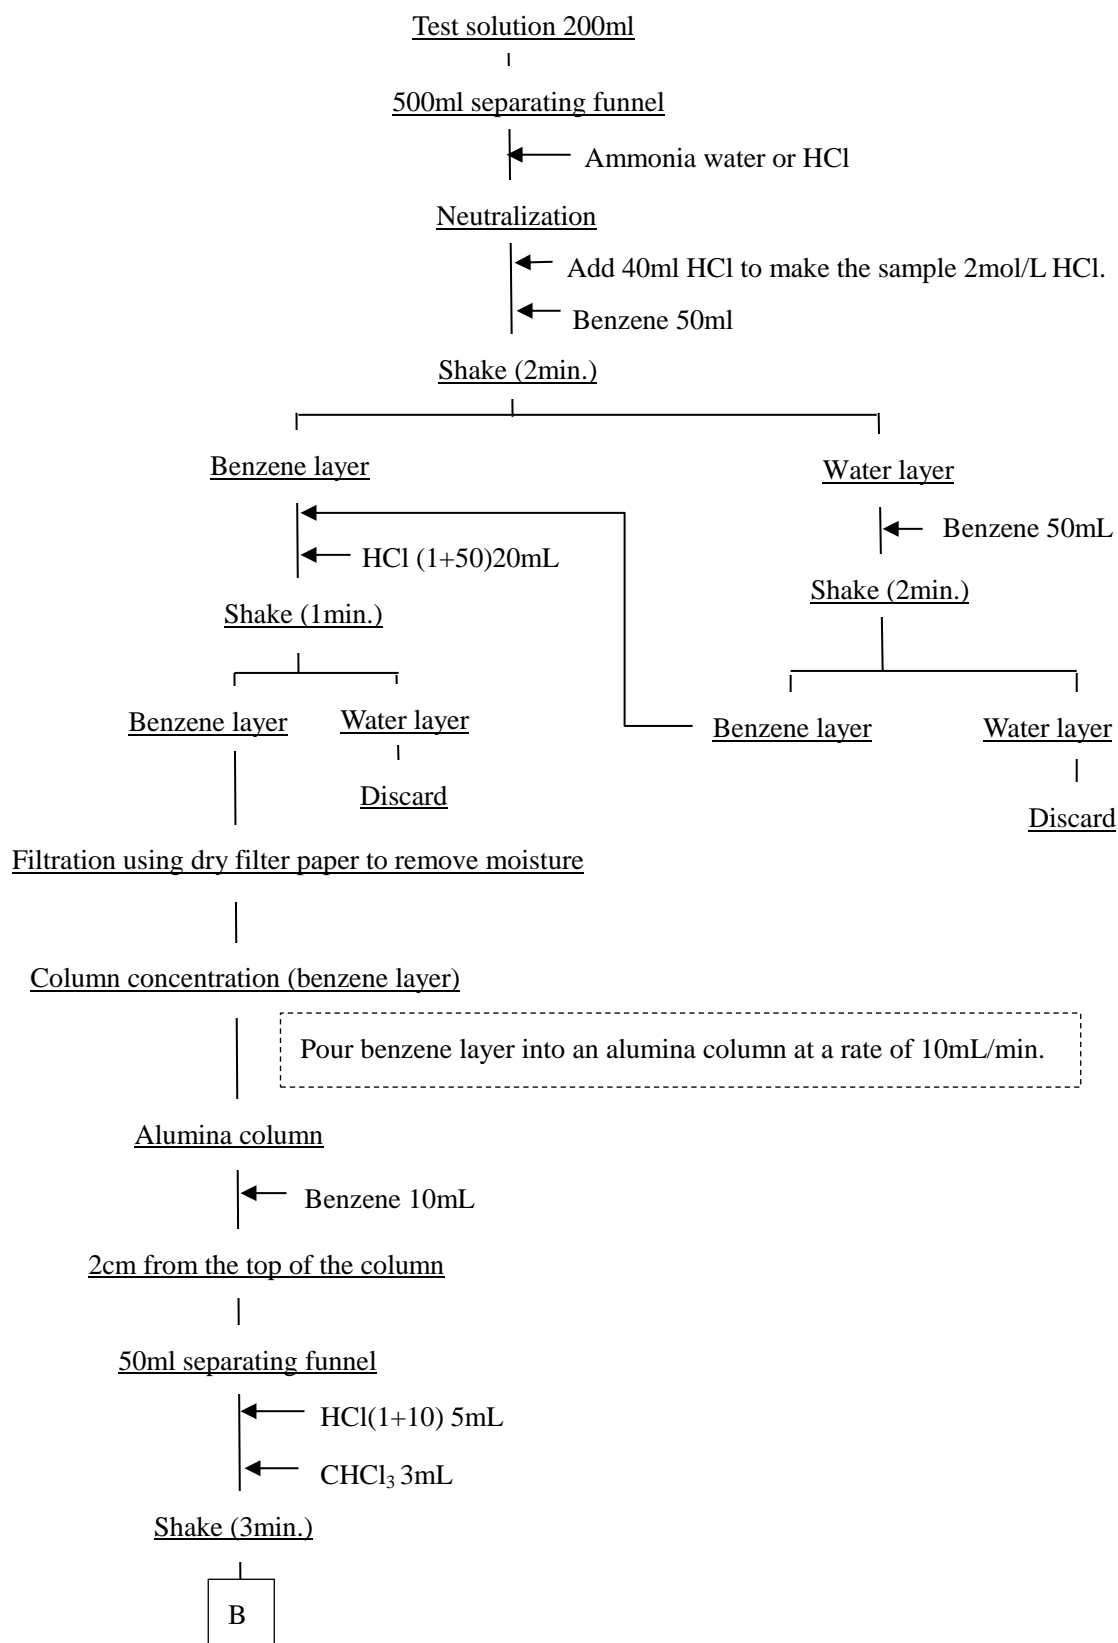 Test solution 200ml
500ml separating funnel
Ammonia water or HCl
Neutralization
Add 40ml HCl to make the sample 2mol/L HCl.
Benzene 50ml
Shake (2min.)
Benzene layer
Water layer
Benzene 50mL
HCl (1+50)20mL
Shake (2min.)
Shake (1min.)
Benzene layer
Water layer
Benzene layer
Water layer
Discard
Discard
Filtration using dry filter paper to remove moisture
Column concentration (benzene layer)
Pour benzene layer into an alumina column at a rate of 10mL/min.
Alumina column
Benzene 10mL
2cm from the top of the column
50ml separating funnel
HCl(1+10) 5mL
CHCl₃ 3mL
Shake (3min.)
B